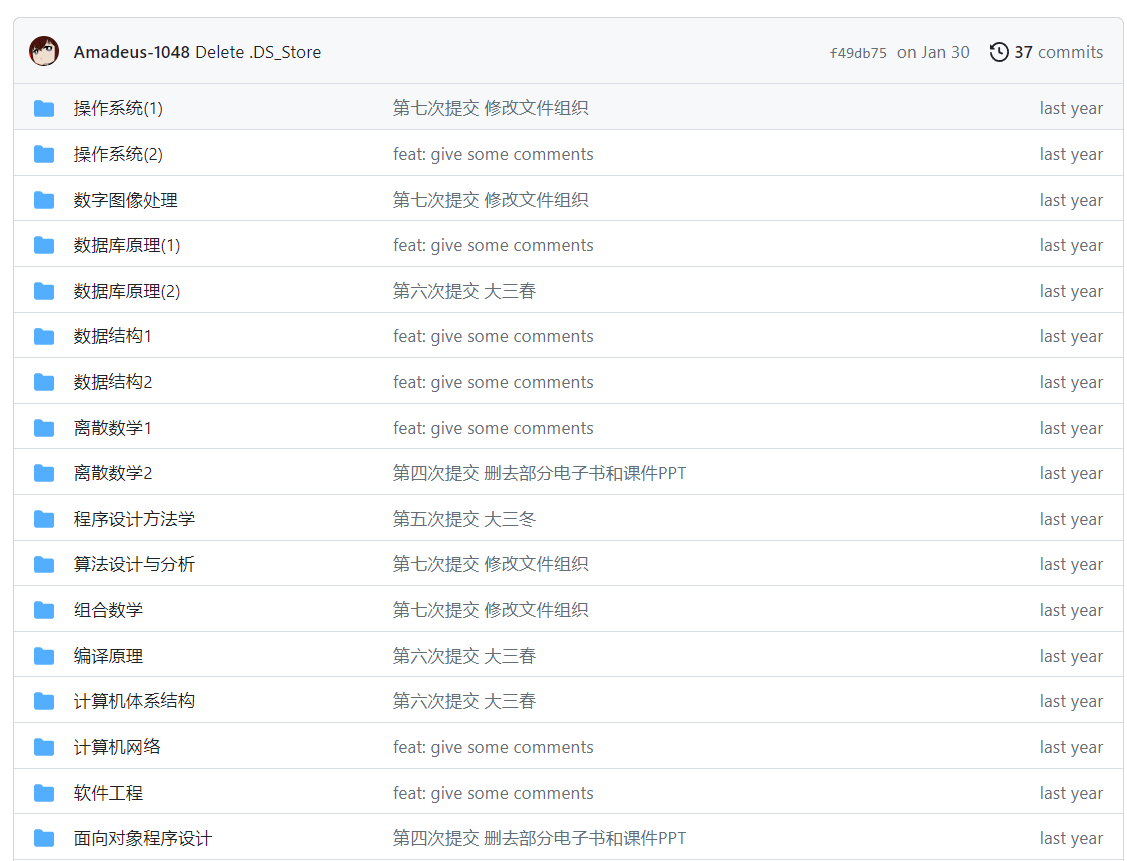 Amadeus-1048 Delete .DS_Store f49db75 on Jan 30 37 commits
操作系统(1) 第七次提交 修改文件组织 last year
操作系统(2) feat: give some comments last year
数字图像处理 第七次提交 修改文件组织 last year
数据库原理(1) feat: give some comments last year
数据库原理(2) 第六次提交 大三春 last year
数据结构1 feat: give some comments last year
数据结构2 feat: give some comments last year
离散数学1 feat: give some comments last year
离散数学2 第四次提交 删去部分电子书和课件PPT last year
程序设计方法学 第五次提交 大三冬 last year
算法设计与分析 第七次提交 修改文件组织 last year
组合数学 第七次提交 修改文件组织 last year
编译原理 第六次提交 大三春 last year
计算机体系结构 第六次提交 大三春 last year
计算机网络 feat: give some comments last year
软件工程 feat: give some comments last year
面向对象程序设计 第四次提交 删去部分电子书和课件PPT last year